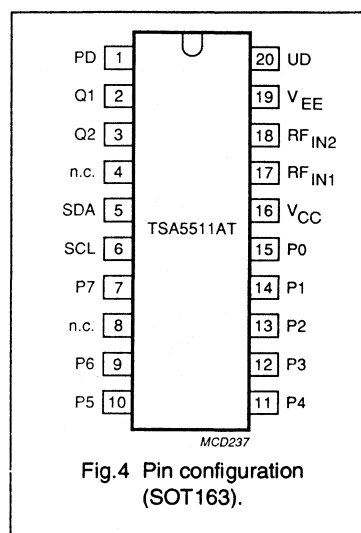 PD 1 20 UD
Q1 2 19 VEE
Q2 3 18 RFIN2
n.c. 4 17 RFIN1
SDA 5 16 VCC
TSA5511AT
SCL 6 15 P0
P7 7 14 P1
n.c. 8 13 P2
P6 9 12 P3
P5 10 11 P4
MCD237
Fig.4 Pin configuration
(SOT163).